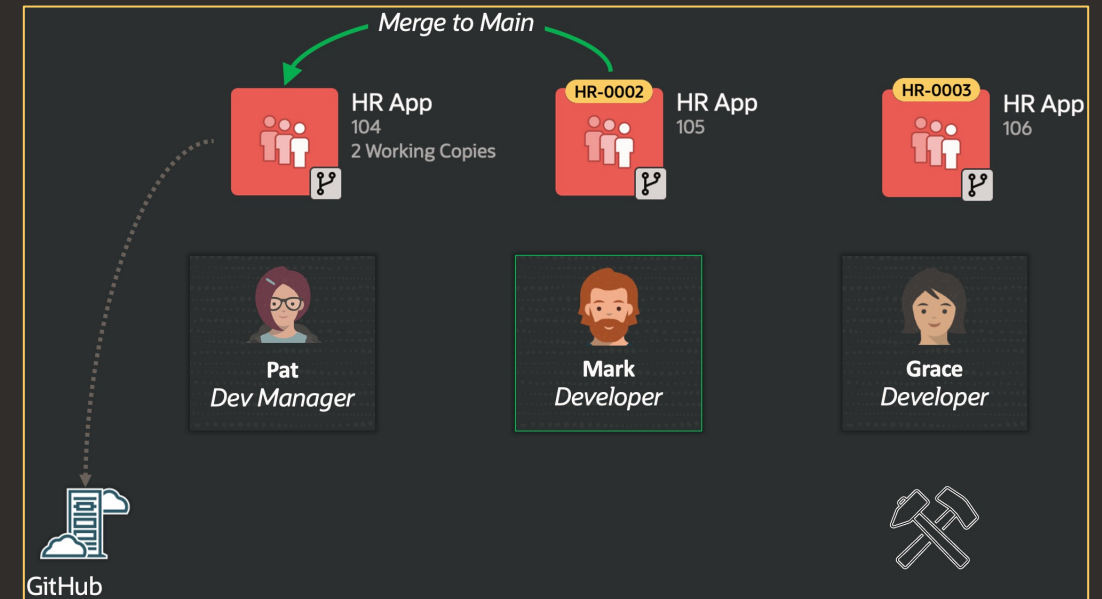 Merge to Main
HR App
104
2 Working Copies
HR-0002
HR App
105
HR-0003
HR App
106
Pat
Dev Manager
Mark
Developer
Grace
Developer
GitHub